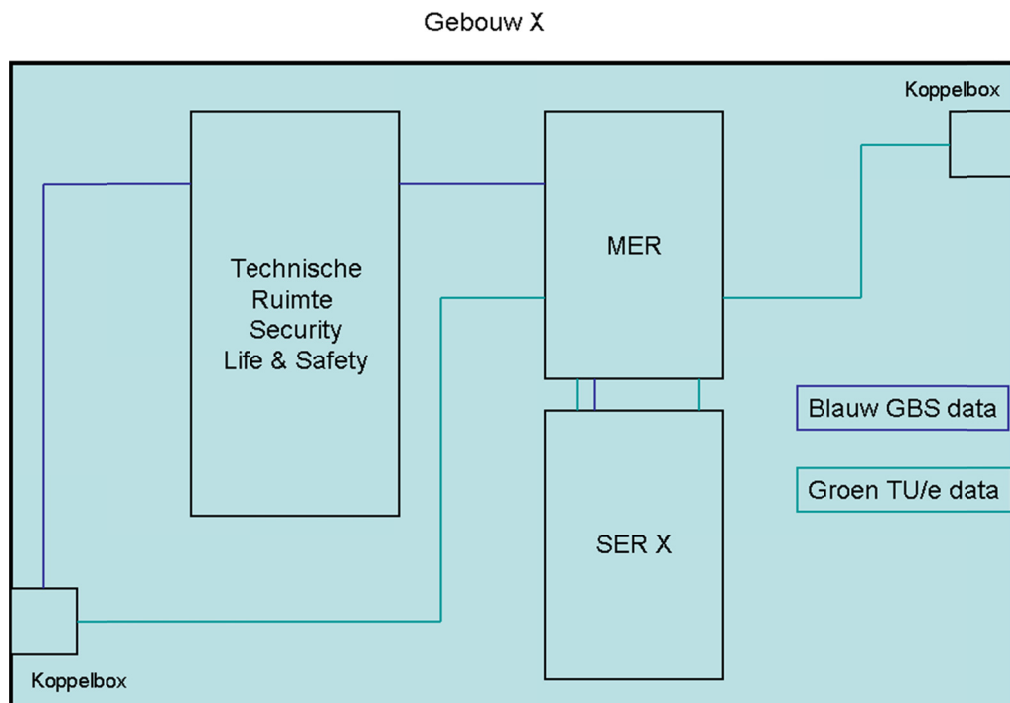 Gebouw X
Koppelbox
Technische
Ruimte
Security
Life & Safety
MER
Blauw GBS data
Groen TU/e data
SER X
Koppelbox